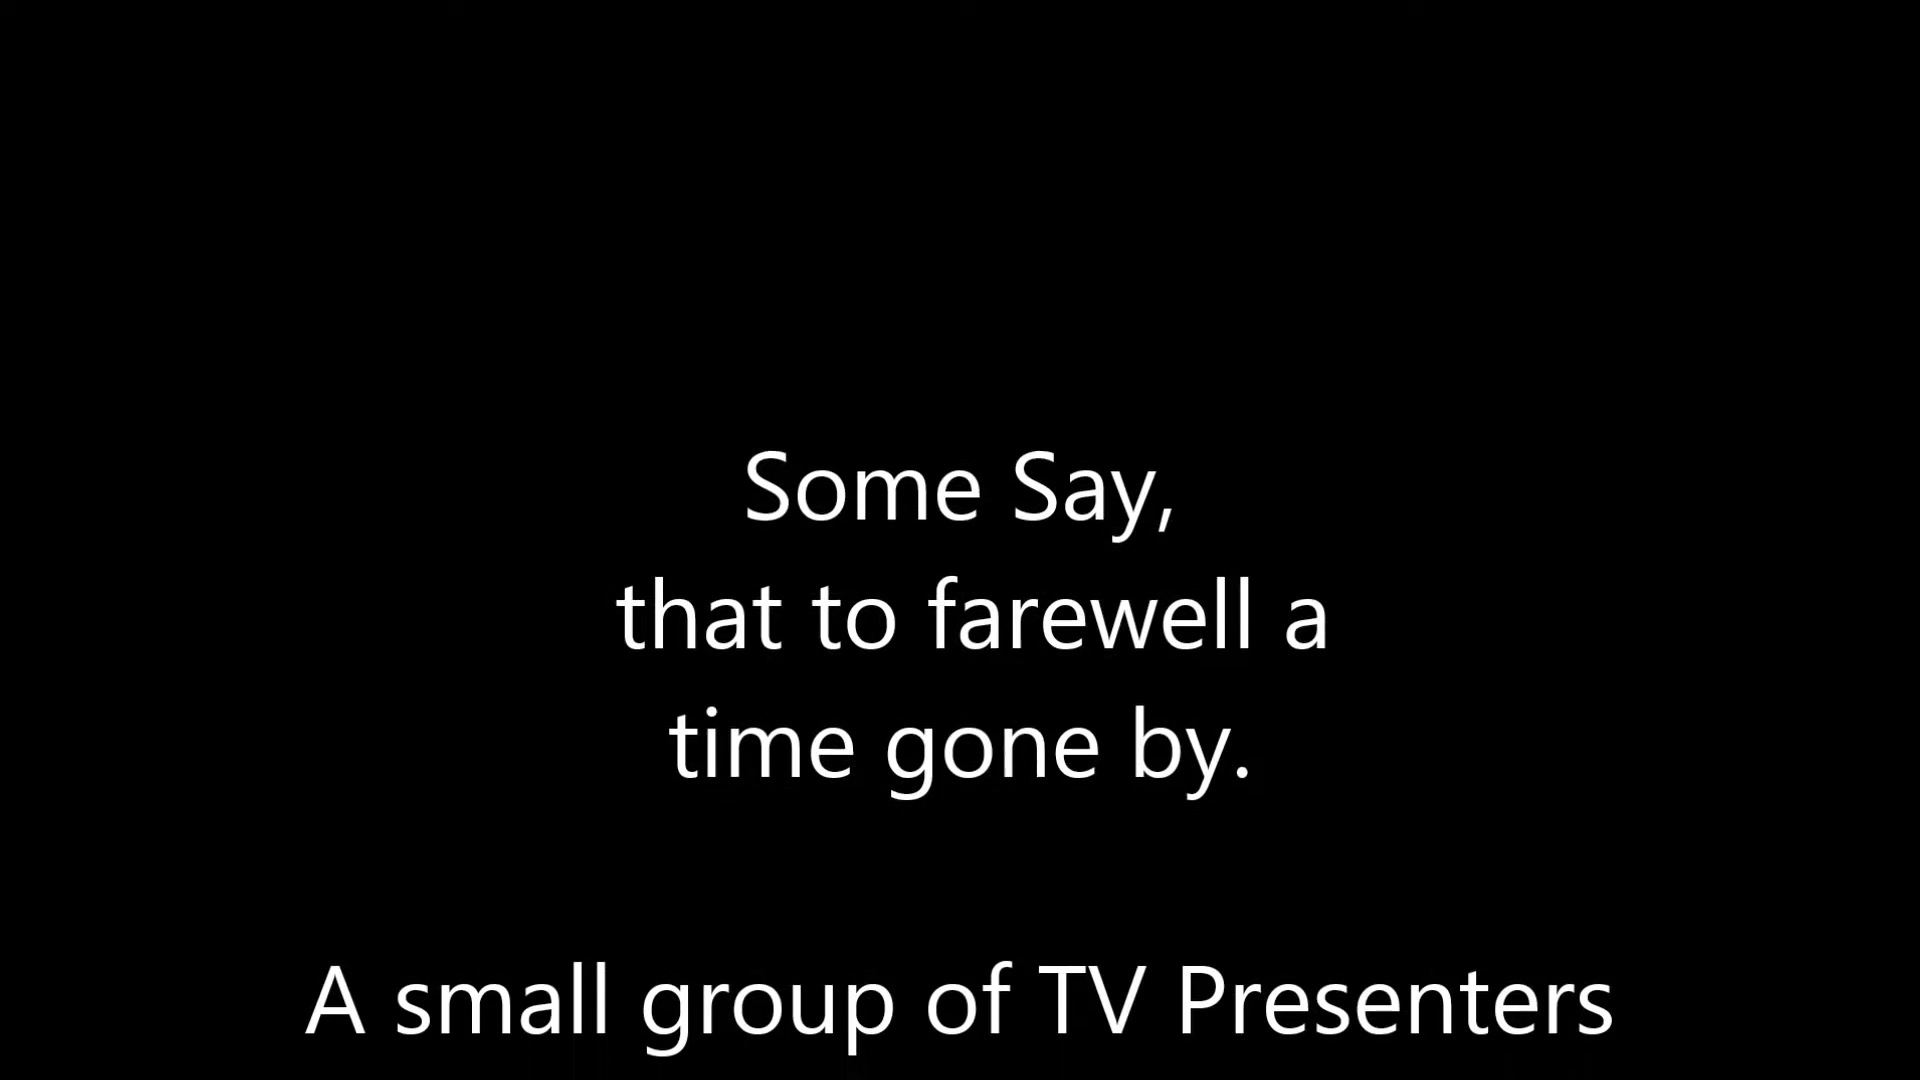 Some Say,
that to farewell a
time gone by.
A small group of TV Presenters